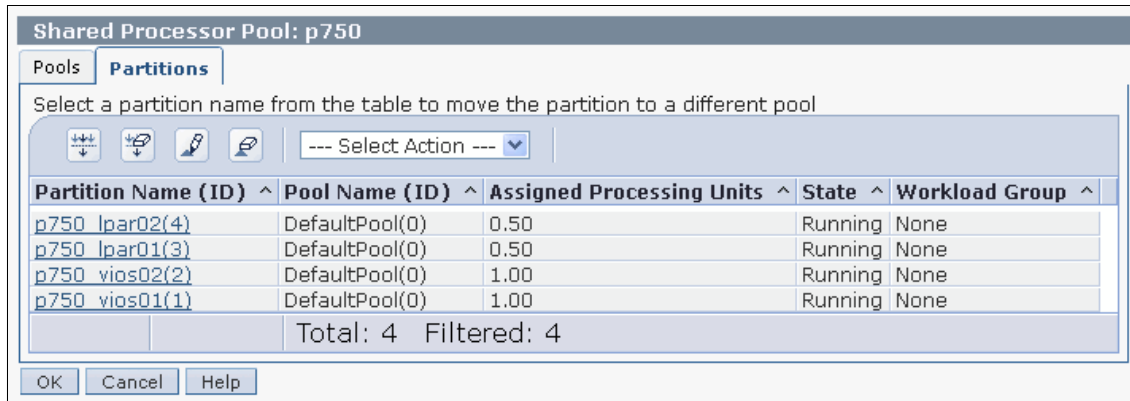 Shared Processor Pool: p750
Pools Partitions
Select a partition name from the table to move the partition to a different pool
--- Select Action ---
Partition Name (ID) ^ Pool Name (ID) ^ Assigned Processing Units ^ State ^ Workload Group ^
p750_lpar02(4) DefaultPool(0) 0.50 Running None
p750_lpar01(3) DefaultPool(0) 0.50 Running None
p750_vios02(2) DefaultPool(0) 1.00 Running None
p750_vios01(1) DefaultPool(0) 1.00 Running None
Total: 4 Filtered: 4
OK Cancel Help